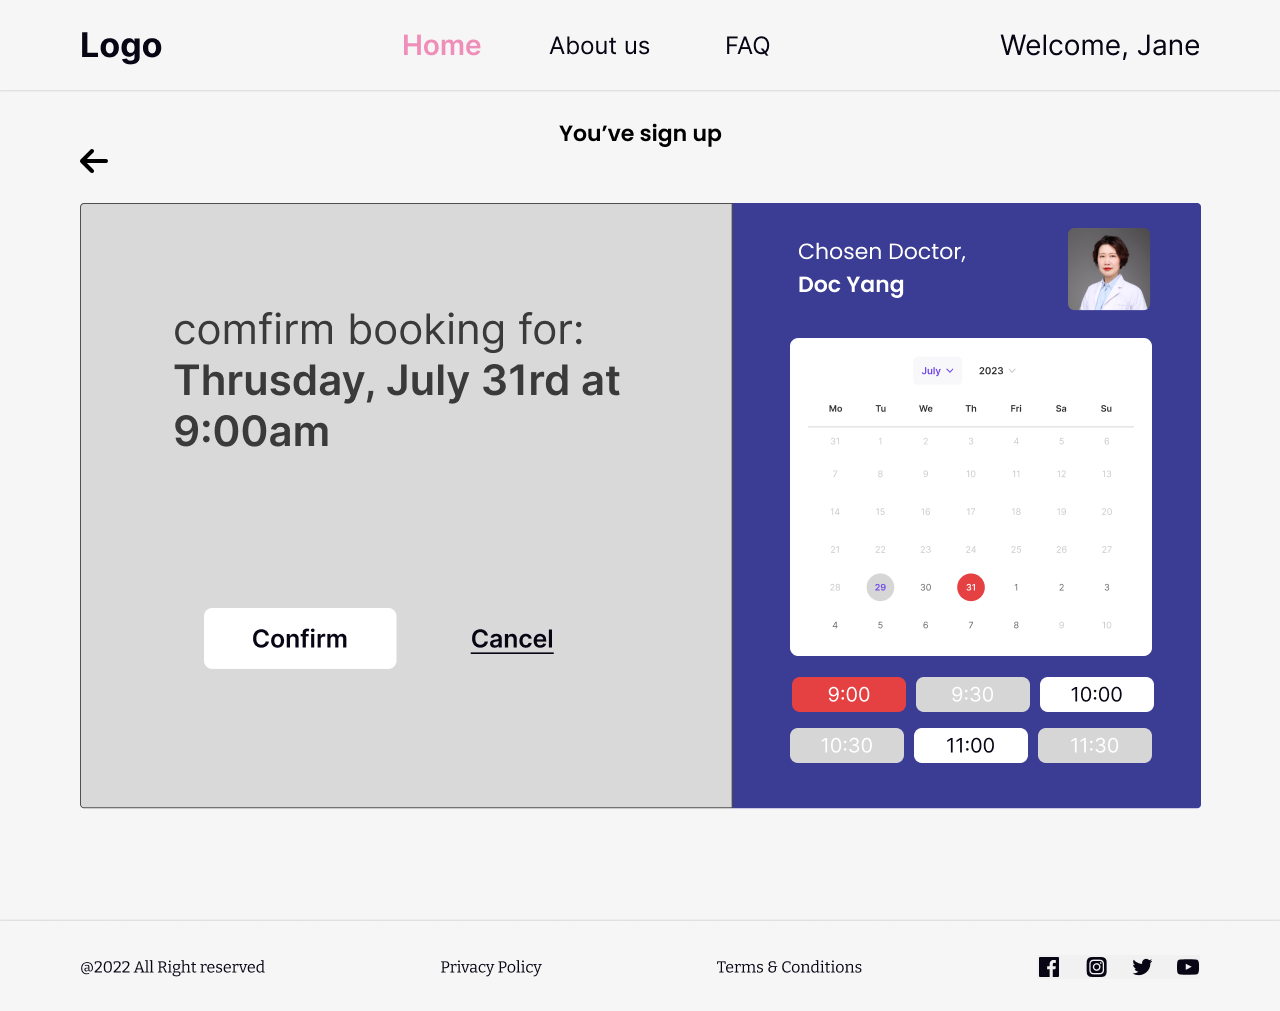 Logo Home About us FAQ Welcome, Jane
You’ve sign up
Chosen Doctor,
Doc Yang
comfirm booking for:
Thrusday, July 31rd at
9:00am
Confirm Cancel
July 2023
Mo Tu We Th Fri Sa Su
31 1 2 3 4 5 6
7 8 9 10 11 12 13
14 15 16 17 18 19 20
21 22 23 24 25 26 27
28 29 30 31 1 2 3
4 5 6 7 8 9 10
9:00 9:30 10:00
10:30 11:00 11:30
@2022 All Right reserved Privacy Policy Terms & Conditions